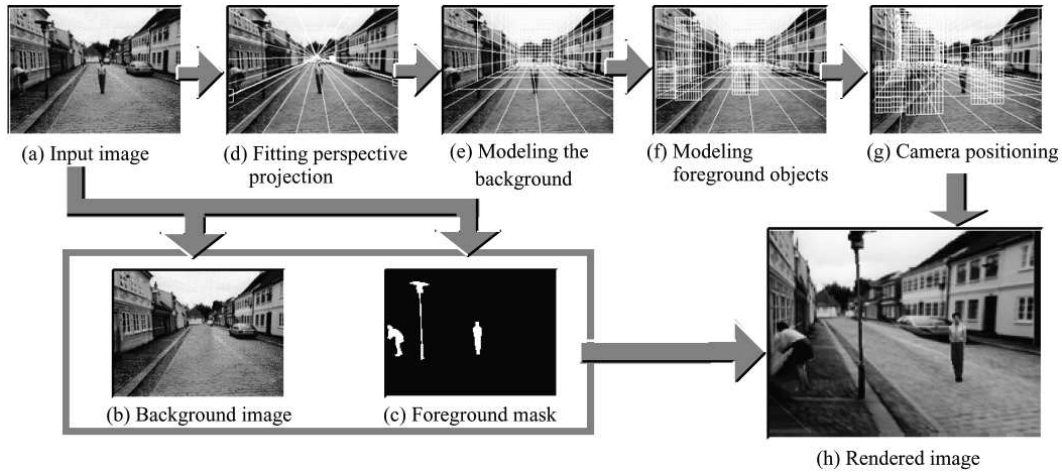 (a) Input image
(d) Fitting perspective
projection
(e) Modeling the
background
(f) Modeling
foreground objects
(g) Camera positioning
(b) Background image
(c) Foreground mask
(h) Rendered image